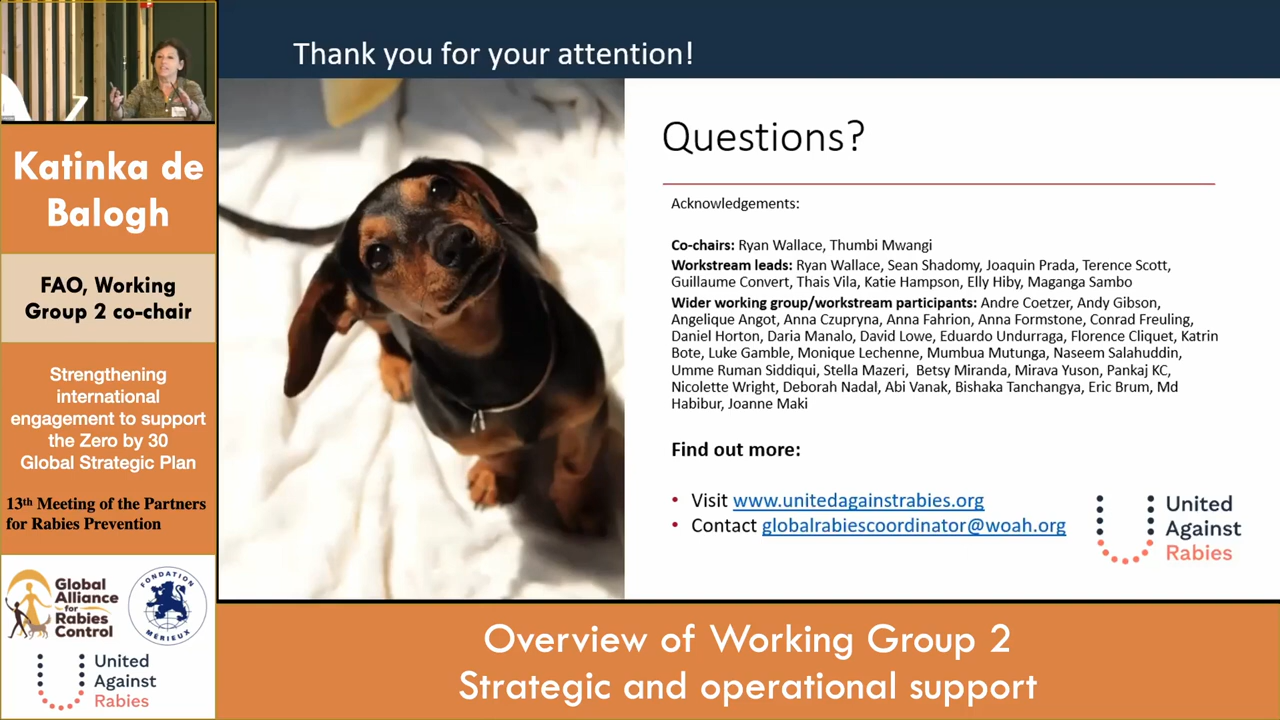 Thank you for your attention!
Katinka de
Balogh
FAO, Working
Group 2 co-chair
Strengthening
international
engagement to support
the Zero by 30
Global Strategic Plan
13th Meeting of the Partners
for Rabies Prevention
Global
Alliance
for
Rabies
Control
FONDATION
MÉRIEUX
United
Against
Rabies
Questions?
Acknowledgements:
Co-chairs: Ryan Wallace, Thumbi Mwangi
Workstream leads: Ryan Wallace, Sean Shadomy, Joaquin Prada, Terence Scott,
Guillaume Convert, Thais Vila, Katie Hampson, Elly Hiby, Maganga Sambo
Wider working group/workstream participants: Andre Coetzer, Andy Gibson,
Angelique Angot, Anna Czupryna, Anna Fahrion, Anna Formstone, Conrad Freuling,
Daniel Horton, Daria Manalo, David Lowe, Eduardo Undurraga, Florence Cliquet, Katrin
Bote, Luke Gamble, Monique Lechenne, Mumbua Mutunga, Naseem Salahuddin,
Umme Ruman Siddiqui, Stella Mazeri, Betsy Miranda, Mirava Yuson, Pankaj KC,
Nicolette Wright, Deborah Nadal, Abi Vanak, Bishaka Tanchangya, Eric Brum, Md
Habibur, Joanne Maki
Find out more:
• Visit www.unitedagainstrabies.org
• Contact globalrabiescoordinator@woah.org
United
Against
Rabies
Overview of Working Group 2
Strategic and operational support